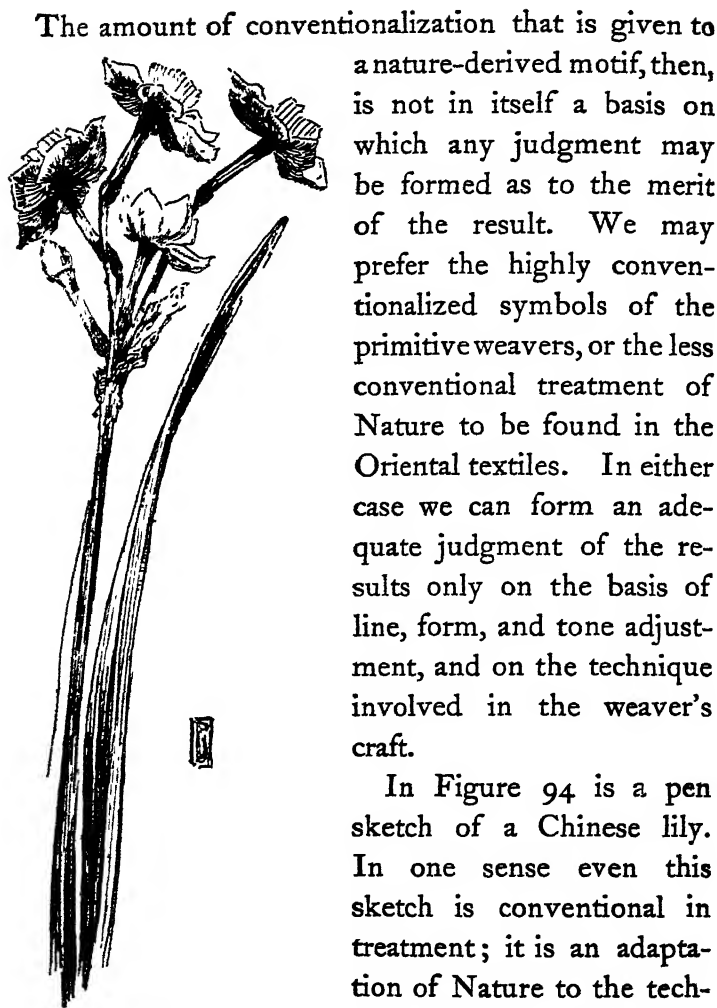 The amount of conventionalization that is given to
a nature-derived motif, then,
is not in itself a basis on
which any judgment may
be formed as to the merit
of the result. We may
prefer the highly conven-
tionalized symbols of the
primitive weavers, or the less
conventional treatment of
Nature to be found in the
Oriental textiles. In either
case we can form an ade-
quate judgment of the re-
sults only on the basis of
line, form, and tone adjust-
ment, and on the technique
involved in the weaver's
craft.
In Figure 94 is a pen
sketch of a Chinese lily.
In one sense even this
sketch is conventional in
treatment; it is an adapta-
tion of Nature to the tech-